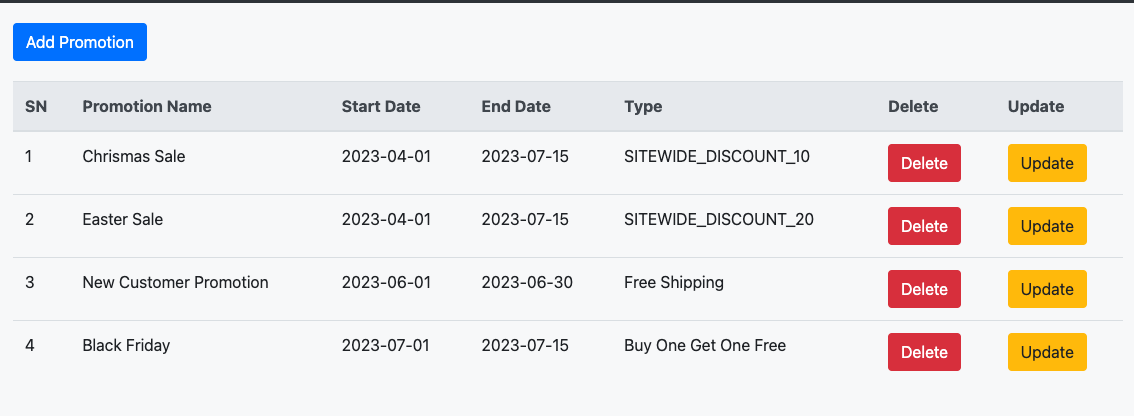 Add Promotion
SN Promotion Name Start Date End Date Type Delete Update
1 Chrismas Sale 2023-04-01 2023-07-15 SITEWIDE_DISCOUNT_10 Delete Update
2 Easter Sale 2023-04-01 2023-07-15 SITEWIDE_DISCOUNT_20 Delete Update
3 New Customer Promotion 2023-06-01 2023-06-30 Free Shipping Delete Update
4 Black Friday 2023-07-01 2023-07-15 Buy One Get One Free Delete Update